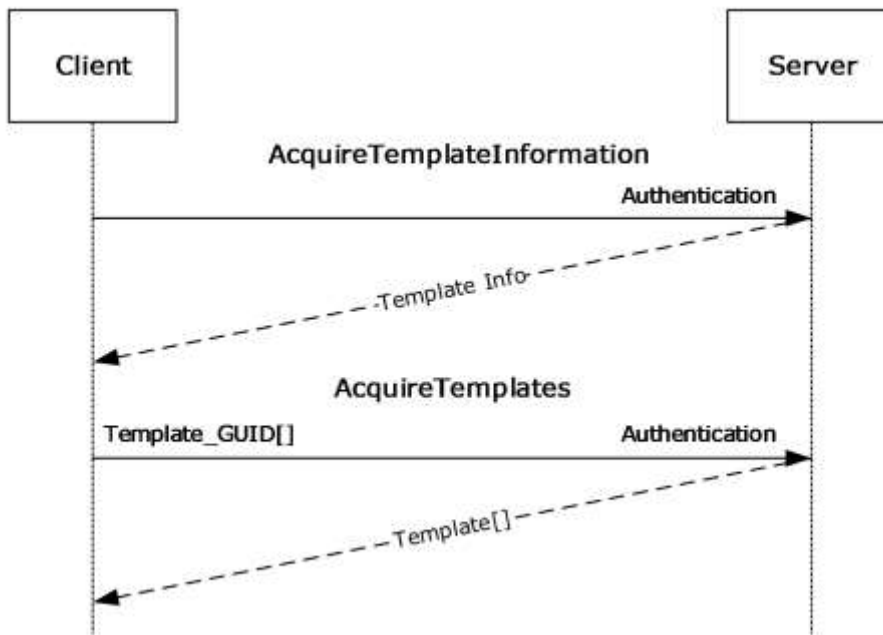 Client
Server
AcquireTemplateInformation
Authentication
Template Info
AcquireTemplates
Template_GUID[]
Authentication
Template[]